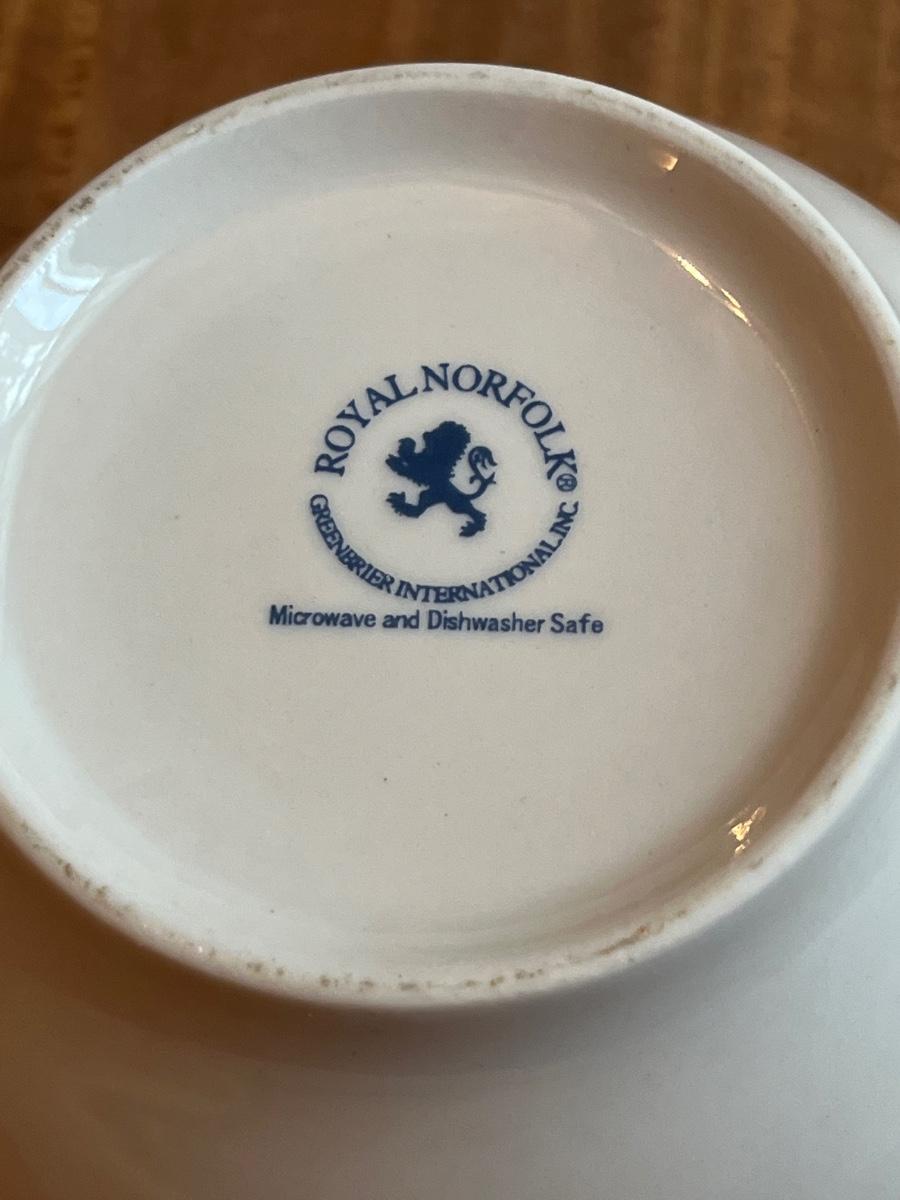 ROYAL NORFOLK®
GREENBRIER INTERNATIONAL, INC.
Microwave and Dishwasher Safe